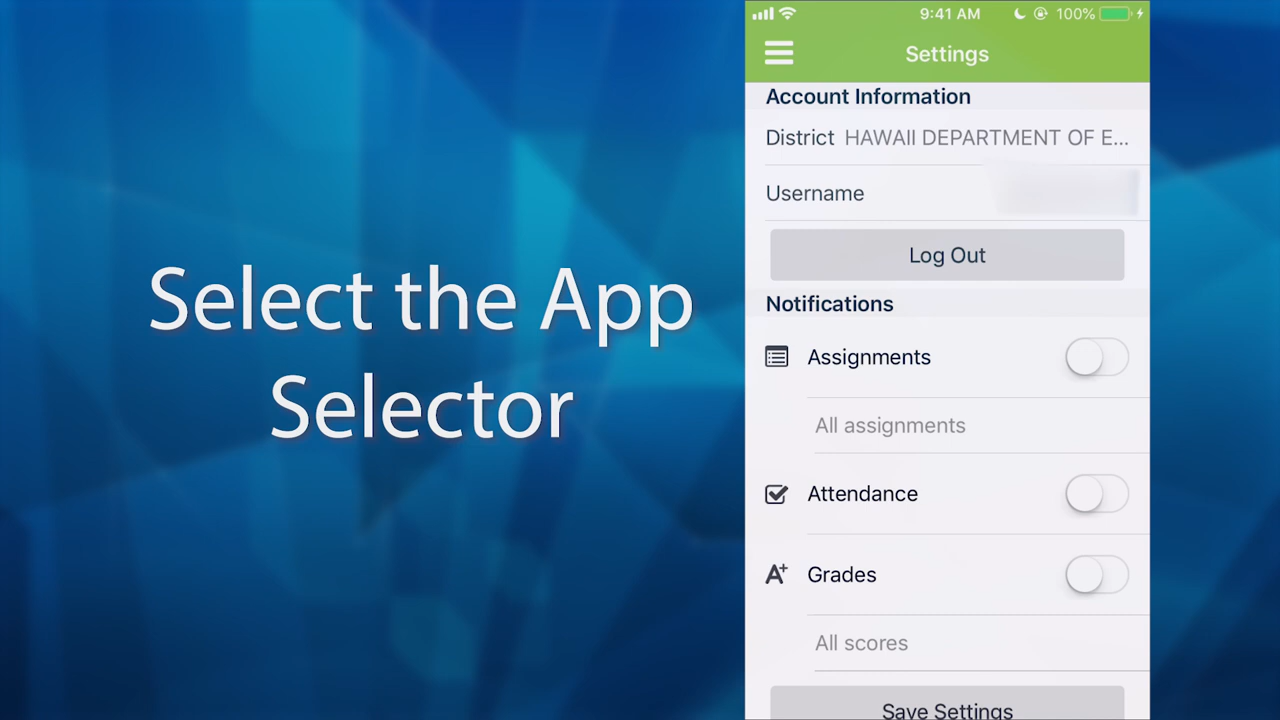 Select the App
Selector
9:41 AM
100%
Settings
Account Information
District HAWAII DEPARTMENT OF E...
Username
Log Out
Notifications
Assignments
All assignments
Attendance
A+ Grades
All scores
Save Settings